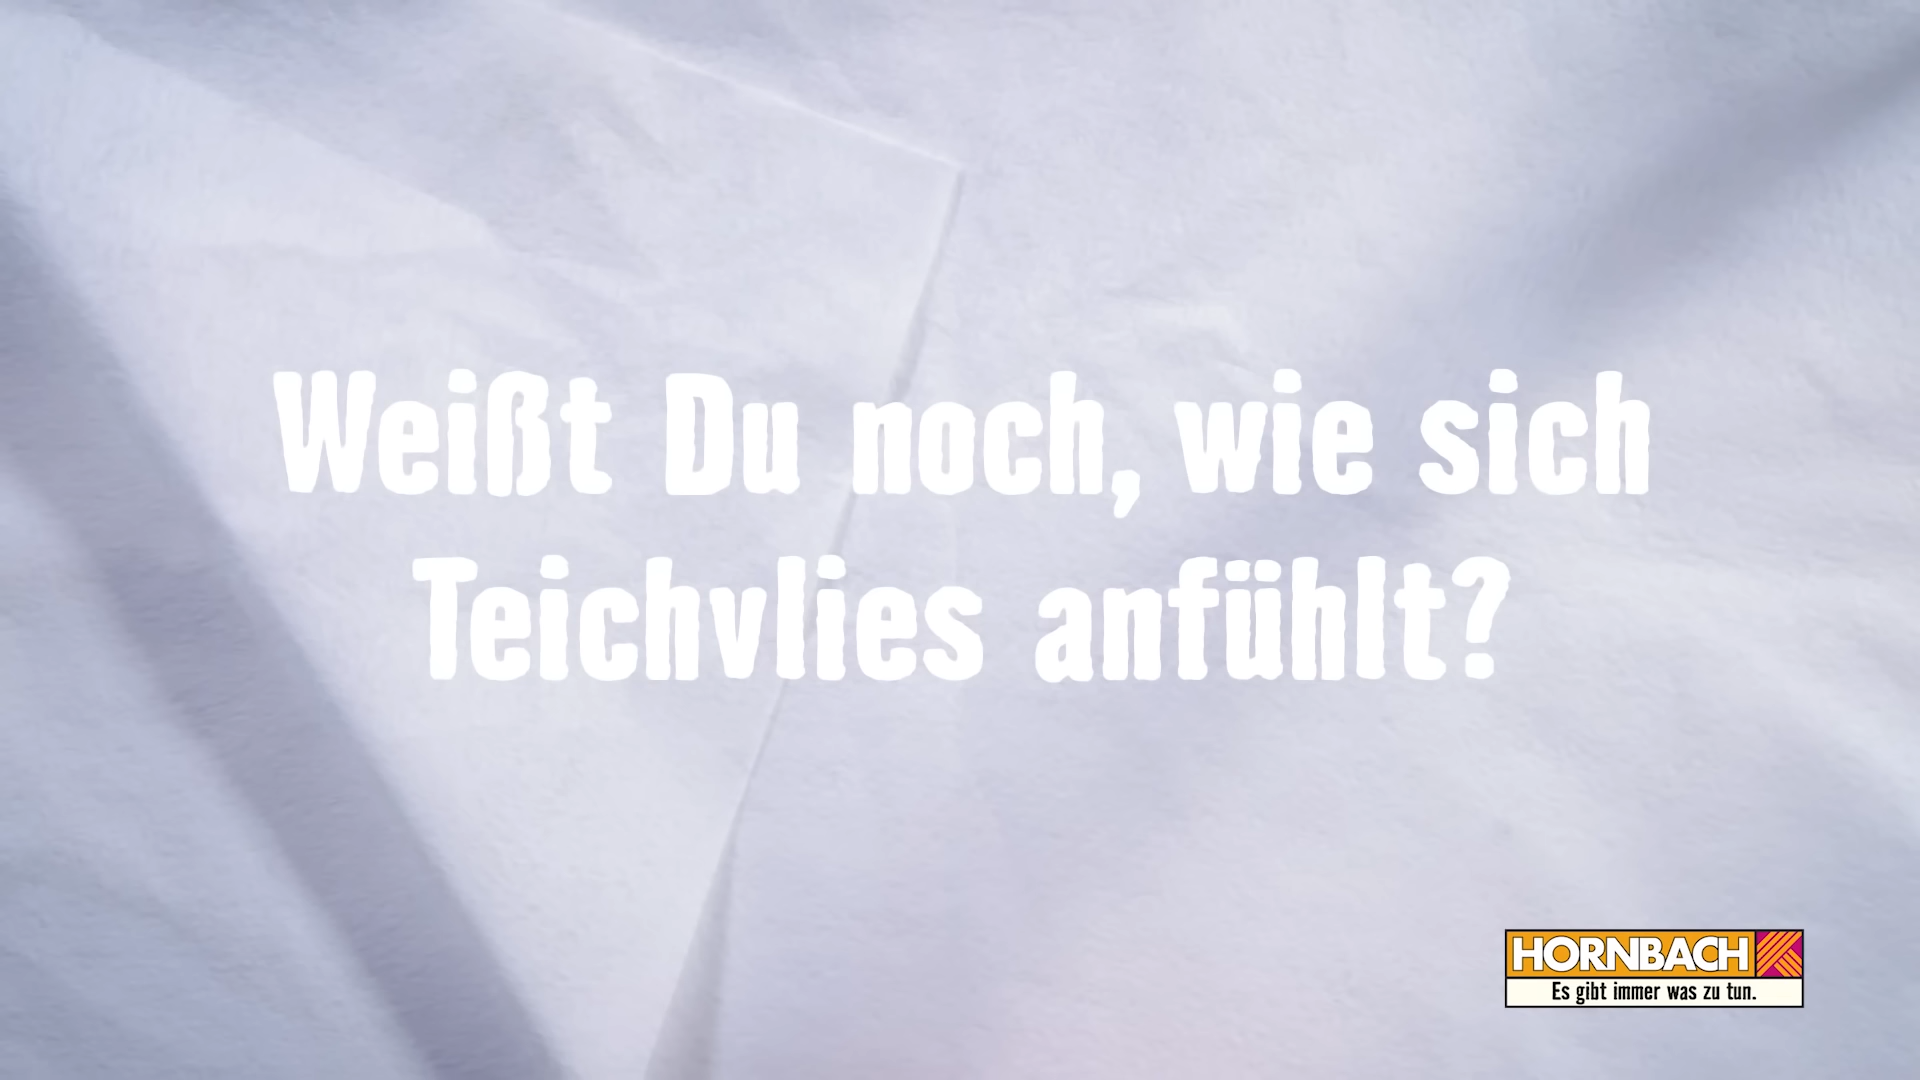 Weißt Du noch, wie sich
Teichvlies anfühlt?
HORNBACH
Es gibt immer was zu tun.